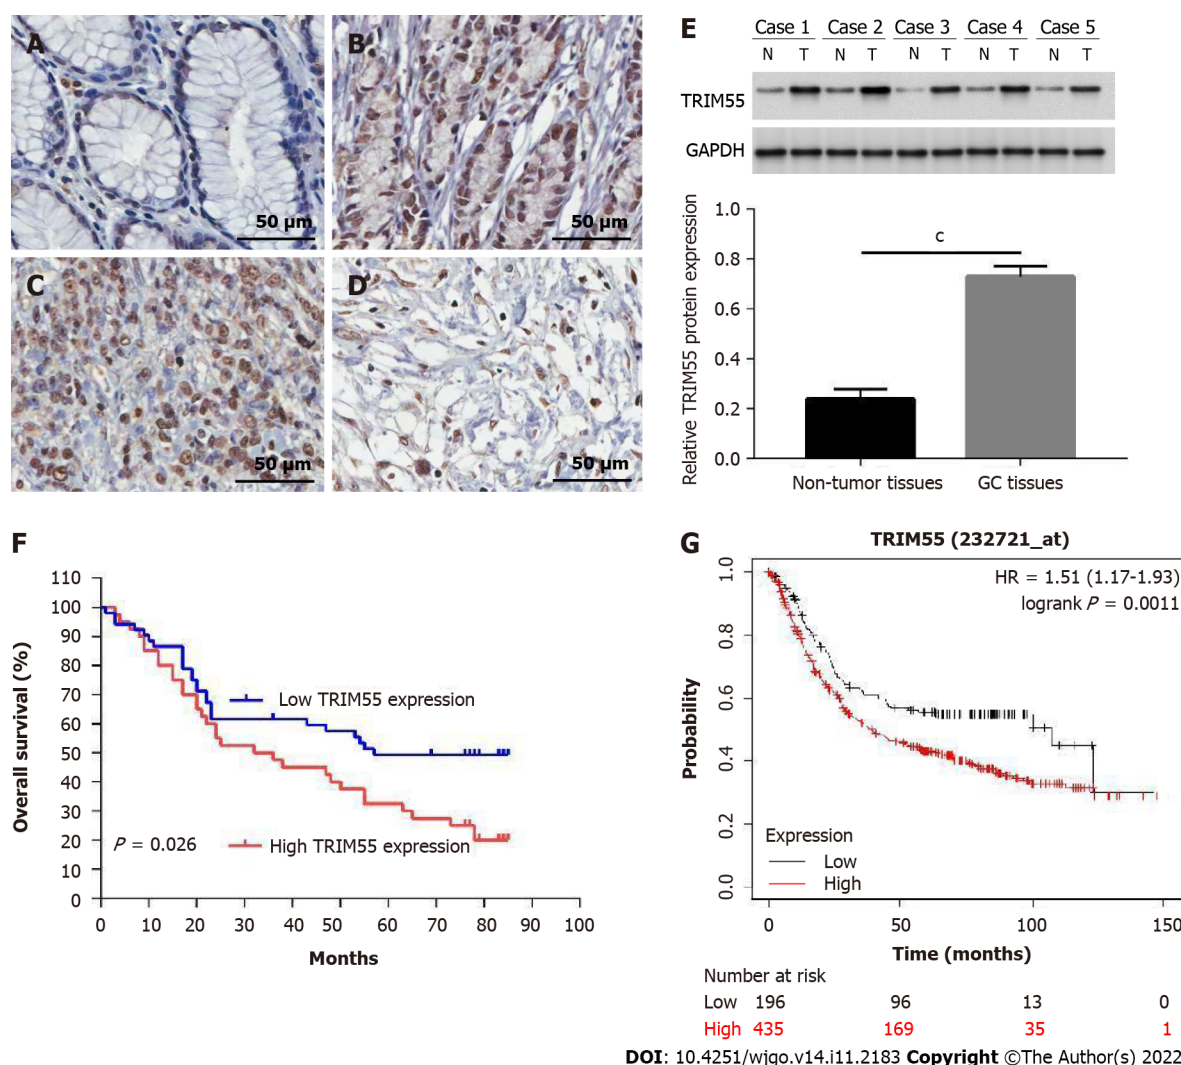 A
50 µm
B
50 µm
C
50 µm
D
50 µm
E
Case 1 Case 2 Case 3 Case 4 Case 5
N T N T N T N T N T
TRIM55
GAPDH
Relative TRIM55 protein expression
1.0
0.8
0.6
0.4
0.2
0.0
c
Non-tumor tissues GC tissues
F
Overall survival (%)
110
100
90
80
70
60
50
40
30
20
10
0
Low TRIM55 expression
P = 0.026
High TRIM55 expression
0 10 20 30 40 50 60 70 80 90 100
Months
G
TRIM55 (232721_at)
HR = 1.51 (1.17-1.93)
logrank P = 0.0011
Probability
1.0
0.8
0.6
0.4
0.2
0.0
Expression
Low
High
0 50 100 150
Time (months)
Number at risk
Low 196 96 13 0
High 435 169 35 1
DOI: 10.4251/wjgo.v14.i11.2183 Copyright ©The Author(s) 2022